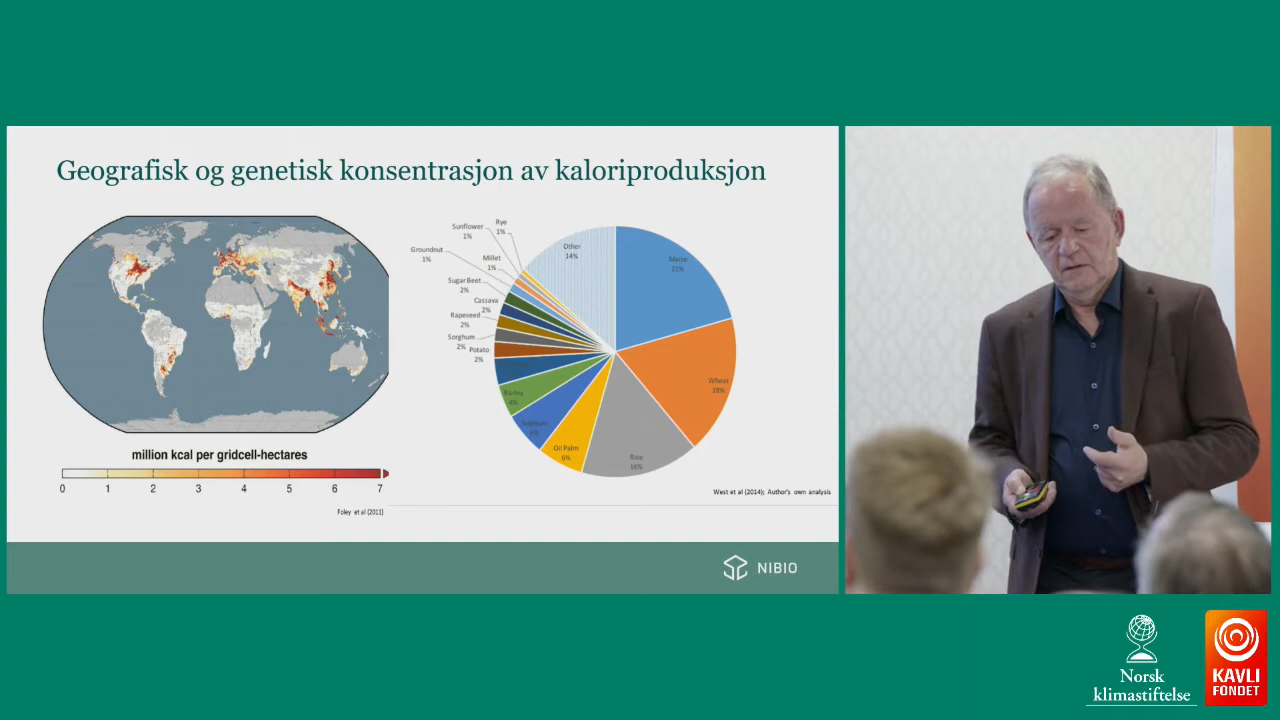 Geografisk og genetisk konsentrasjon av kaloriproduksjon
million kcal per gridcell-hectares
0 1 2 3 4 5 6 7
Foley et al (2011)
Rye
1%
Sunflower
1%
Groundnut
1%
Millet
1%
Sugar Beet
2%
Cassava
2%
Rapeseed
2%
Sorghum
2%
Potato
2%
Barley
4%
Soybean
Oil Palm
6%
Rice
16%
Wheat
18%
Maize
21%
Other
14%
West et al (2014); Author's own analysis
NIBIO
Norsk
klimastiftelse
KAVLI
FONDET